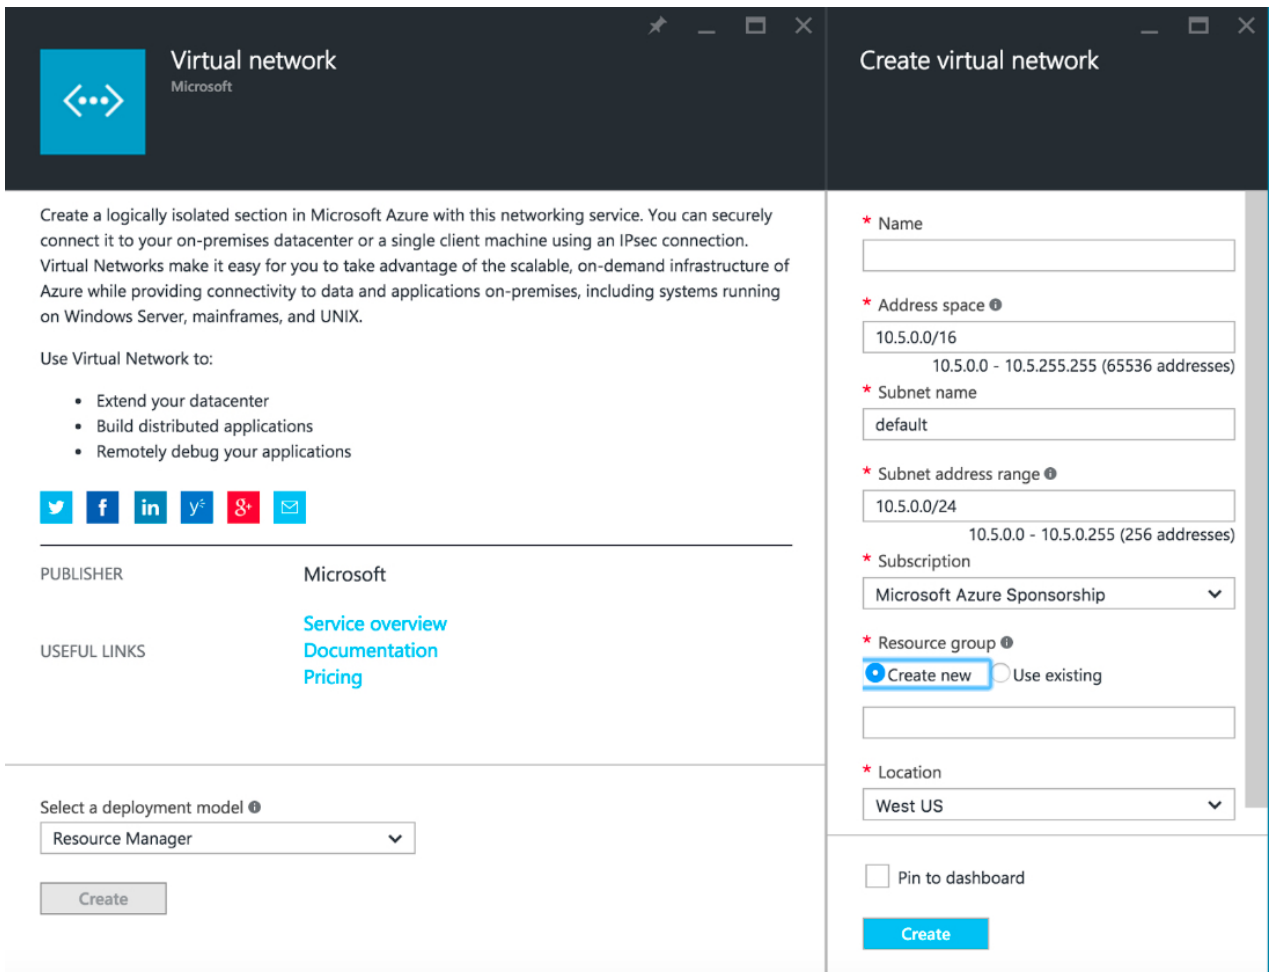 Virtual network
Microsoft
Create a logically isolated section in Microsoft Azure with this networking service. You can securely
connect it to your on-premises datacenter or a single client machine using an IPsec connection.
Virtual Networks make it easy for you to take advantage of the scalable, on-demand infrastructure of
Azure while providing connectivity to data and applications on-premises, including systems running
on Windows Server, mainframes, and UNIX.
Use Virtual Network to:
• Extend your datacenter
• Build distributed applications
• Remotely debug your applications
f in y 8+
PUBLISHER Microsoft
Service overview
USEFUL LINKS Documentation
Pricing
Select a deployment model
Resource Manager
Create
Create virtual network
* Name
* Address space
10.5.0.0/16
10.5.0.0 - 10.5.255.255 (65536 addresses)
* Subnet name
default
* Subnet address range
10.5.0.0/24
10.5.0.0 - 10.5.0.255 (256 addresses)
* Subscription
Microsoft Azure Sponsorship
* Resource group
Create new Use existing
* Location
West US
Pin to dashboard
Create